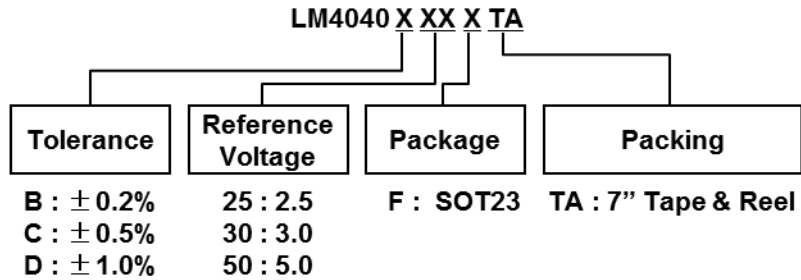 LM4040 X XX X TA
Tolerance
Reference
Voltage
Package
Packing
B : ± 0.2%
C : ± 0.5%
D : ± 1.0%
25 : 2.5
30 : 3.0
50 : 5.0
F : SOT23
TA : 7” Tape & Reel